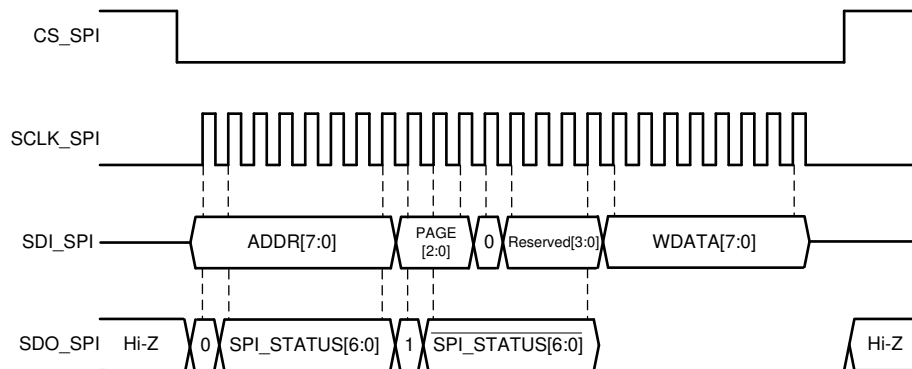 CS_SPI
SCLK_SPI
SDI_SPI
ADDR[7:0]
PAGE
[2:0]
0
Reserved[3:0]
WDATA[7:0]
SDO_SPI
Hi-Z
0
SPI_STATUS[6:0]
1
SPI_STATUS[6:0]
Hi-Z